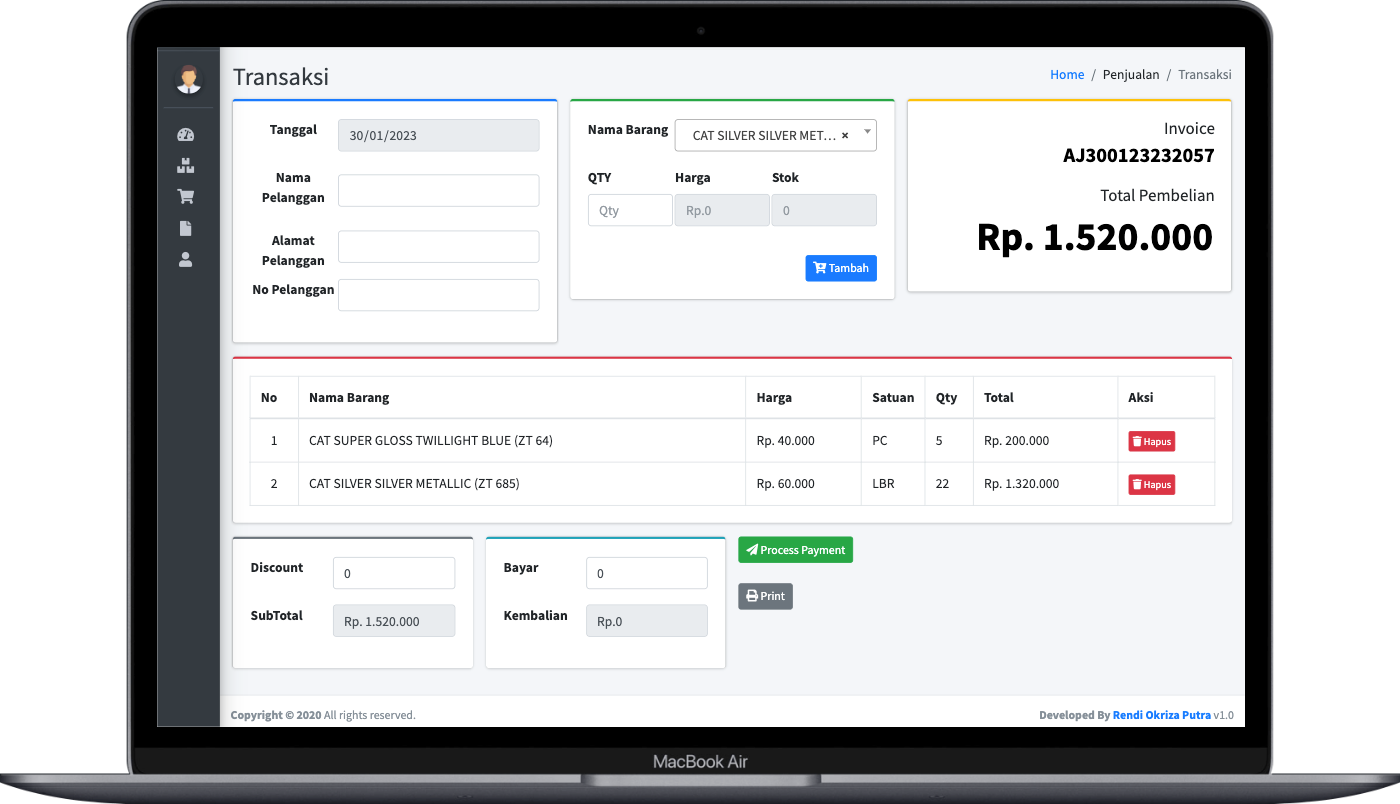 Transaksi
Home / Penjualan / Transaksi
Tanggal
30/01/2023
Nama
Pelanggan
Alamat
Pelanggan
No Pelanggan
Nama Barang
CAT SILVER SILVER MET... ×
QTY Harga Stok
Qty Rp.0 0
Tambah
Invoice
AJ300123232057
Total Pembelian
Rp. 1.520.000
No Nama Barang Harga Satuan Qty Total Aksi
1 CAT SUPER GLOSS TWILLIGHT BLUE (ZT 64) Rp. 40.000 PC 5 Rp. 200.000 Hapus
2 CAT SILVER SILVER METALLIC (ZT 685) Rp. 60.000 LBR 22 Rp. 1.320.000 Hapus
Discount 0
SubTotal Rp. 1.520.000
Bayar 0
Kembalian Rp.0
Process Payment
Print
Copyright © 2020 All rights reserved.
Developed By Rendi Okriza Putra v1.0
MacBook Air